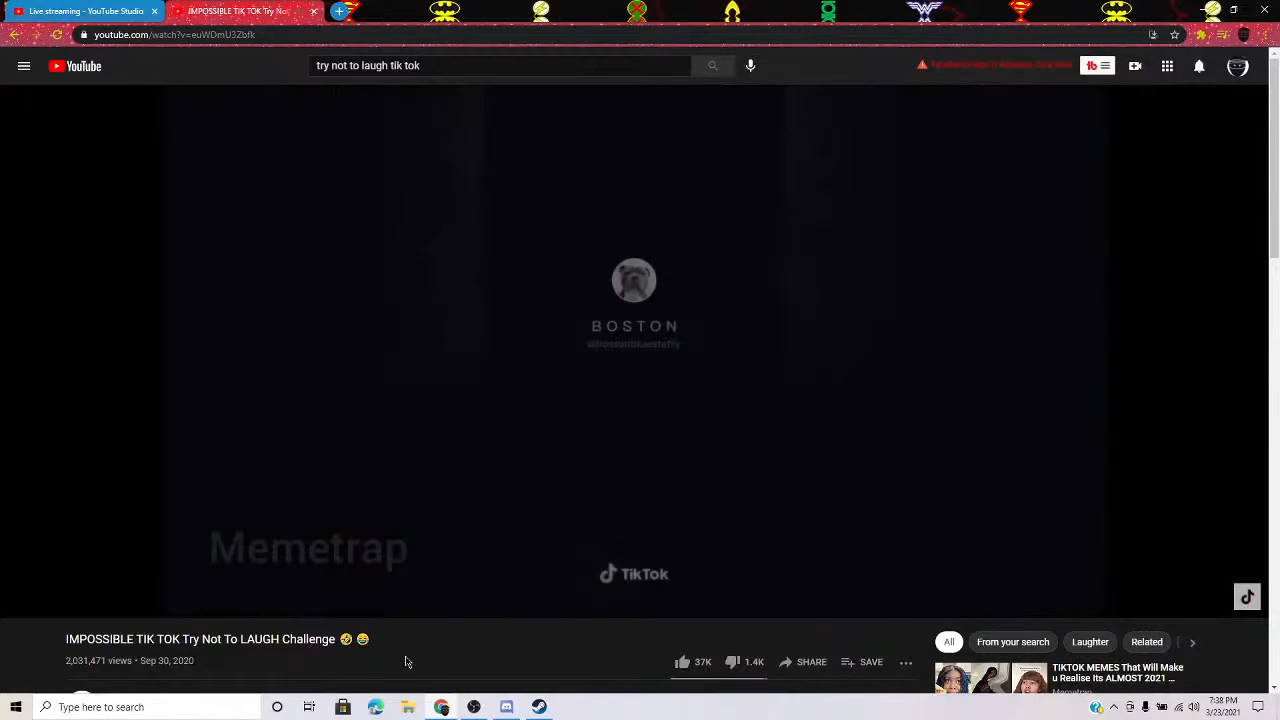 Live streaming - YouTube Studio
IMPOSSIBLE TIK TOK Try Not
youtube.com/watch?v=euWDmU3Zbfk
YouTube
try not to laugh tik tok
BOSTON
Memetrap
TikTok
IMPOSSIBLE TIK TOK Try Not To LAUGH Challenge 🤣 😂
2,031,471 views • Sep 30, 2020
37K
1.4K
SHARE
SAVE
All
From your search
Laughter
Related
TIKTOK MEMES That Will Make
u Realise Its ALMOST 2021 ...
Memetrap
Type here to search
7:38 PM
3/23/2021